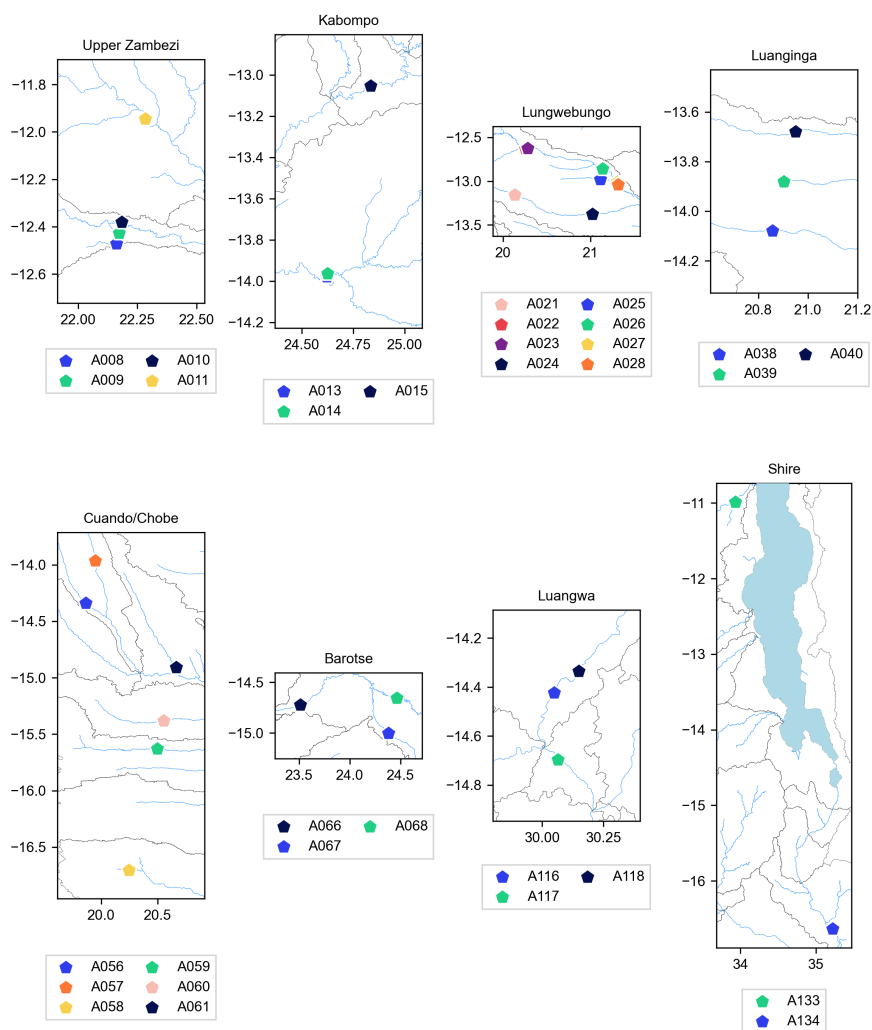 Upper Zambezi
−11.8
−12.0
−12.2
−12.4
−12.6
22.00 22.25 22.50
A008 A010
A009 A011
Kabompo
−13.0
−13.2
−13.4
−13.6
−13.8
−14.0
−14.2
24.50 24.75 25.00
A013 A015
A014
Lungwebungo
−12.5
−13.0
−13.5
20 21
A021 A025
A022 A026
A023 A027
A024 A028
Luanginga
−13.6
−13.8
−14.0
−14.2
20.8 21.0 21.2
A038 A040
A039
Cuando/Chobe
−14.0
−14.5
−15.0
−15.5
−16.0
−16.5
20.0 20.5
A056 A059
A057 A060
A058 A061
Barotse
−14.5
−15.0
23.5 24.0 24.5
A066 A068
A067
Luangwa
−14.2
−14.4
−14.6
−14.8
30.00 30.25
A116 A118
A117
Shire
−11
−12
−13
−14
−15
−16
34 35
A133
A134